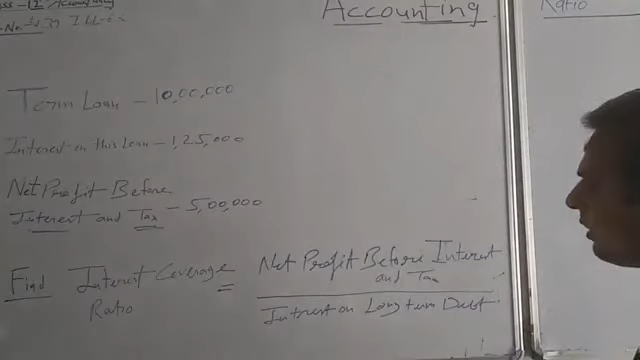 12 Accounting
Accounting
Ratio
Term Loan - 10,00,000
Interest on this Loan - 1,25,000
Net Profit Before
Interest and Tax - 5,00,000
Find Interest Coverage
Ratio
= Net Profit Before Interest
and Tax
Interest on Long term Debt